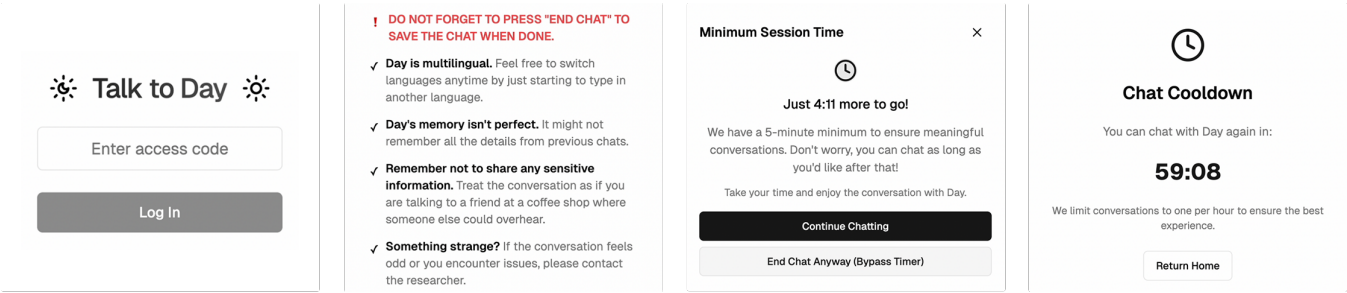 Talk to Day
Enter access code
Log In
! DO NOT FORGET TO PRESS "END CHAT" TO
SAVE THE CHAT WHEN DONE.
✓ Day is multilingual. Feel free to switch
languages anytime by just starting to type in
another language.
✓ Day's memory isn't perfect. It might not
remember all the details from previous chats.
✓ Remember not to share any sensitive
information. Treat the conversation as if you
are talking to a friend at a coffee shop where
someone else could overhear.
✓ Something strange? If the conversation feels
odd or you encounter issues, please contact
the researcher.
Minimum Session Time
Just 4:11 more to go!
We have a 5-minute minimum to ensure meaningful
conversations. Don't worry, you can chat as long as
you'd like after that!
Take your time and enjoy the conversation with Day.
Continue Chatting
End Chat Anyway (Bypass Timer)
Chat Cooldown
You can chat with Day again in:
59:08
We limit conversations to one per hour to ensure the best
experience.
Return Home